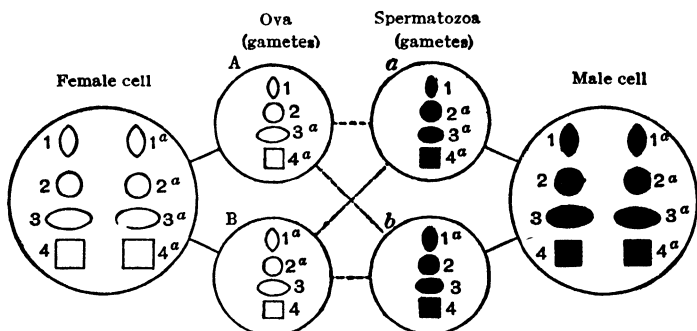 Ova
(gametes)
Spermatozoa
(gametes)
Female cell
Male cell
A
a
B
b
1 1ᵃ
2 2ᵃ
3 3ᵃ
4 4ᵃ
1
2
3ᵃ
4ᵃ
1ᵃ
2ᵃ
3
4
1
2ᵃ
3ᵃ
4ᵃ
1ᵃ
2
3
4
1 1ᵃ
2 2ᵃ
3 3ᵃ
4 4ᵃ